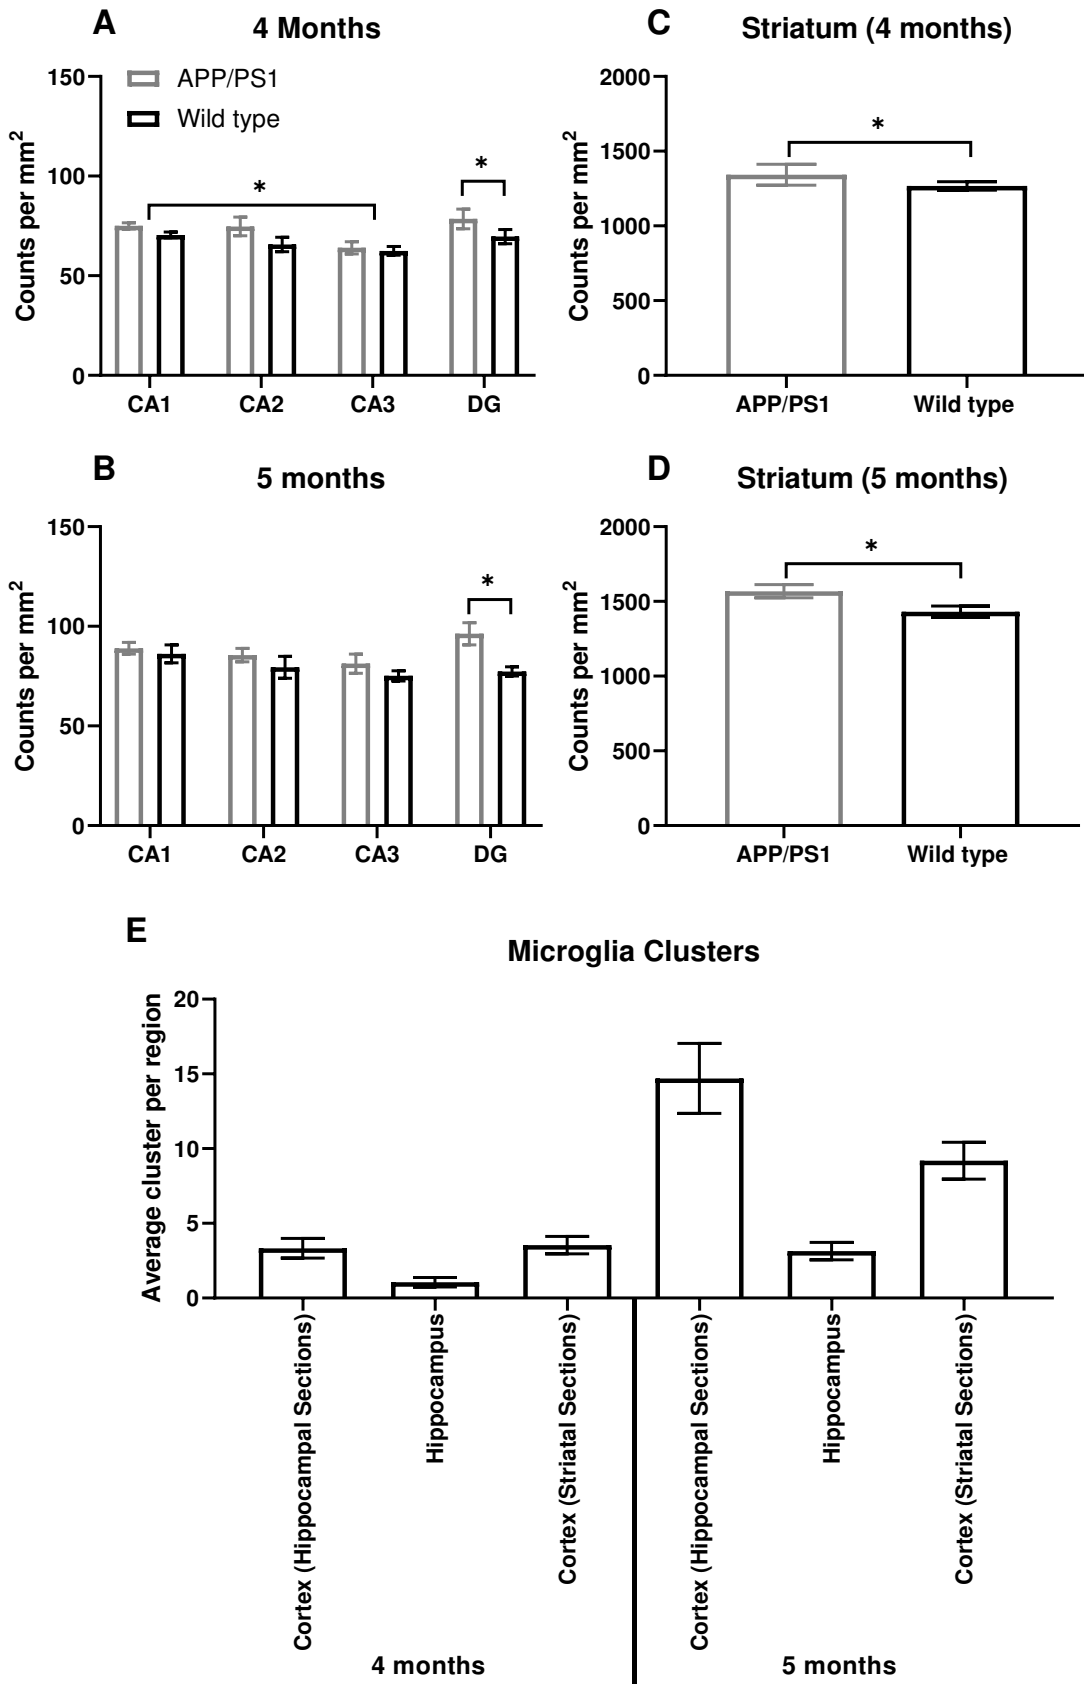 A
4 Months
150
100
50
0
Counts per mm2
APP/PS1
Wild type
*
*
CA1
CA2
CA3
DG
C
Striatum (4 months)
2000
1500
1000
500
0
Counts per mm2
*
APP/PS1
Wild type
B
5 months
150
100
50
0
Counts per mm2
*
CA1
CA2
CA3
DG
D
Striatum (5 months)
2000
1500
1000
500
0
Counts per mm2
*
APP/PS1
Wild type
E
Microglia Clusters
20
15
10
5
0
Average cluster per region
Cortex (Hippocampal Sections)
Hippocampus
Cortex (Striatal Sections)
Cortex (Hippocampal Sections)
Hippocampus
Cortex (Striatal Sections)
4 months
5 months